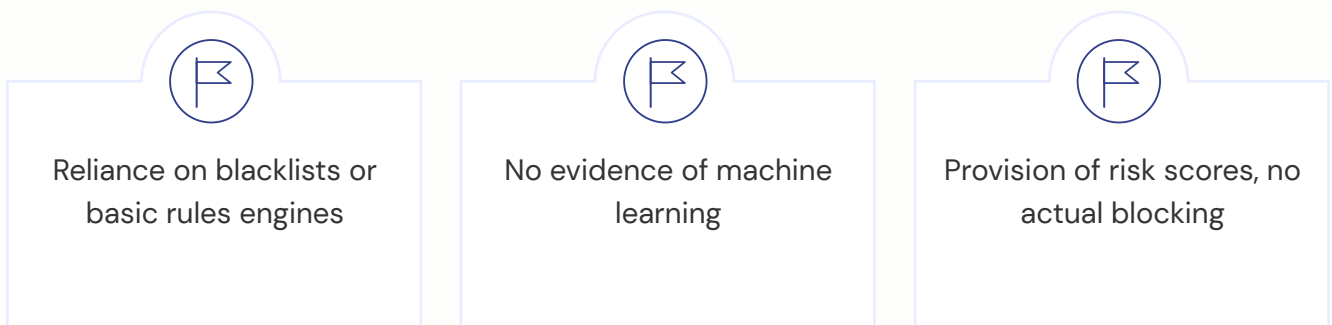 Reliance on blacklists or
basic rules engines
No evidence of machine
learning
Provision of risk scores, no
actual blocking